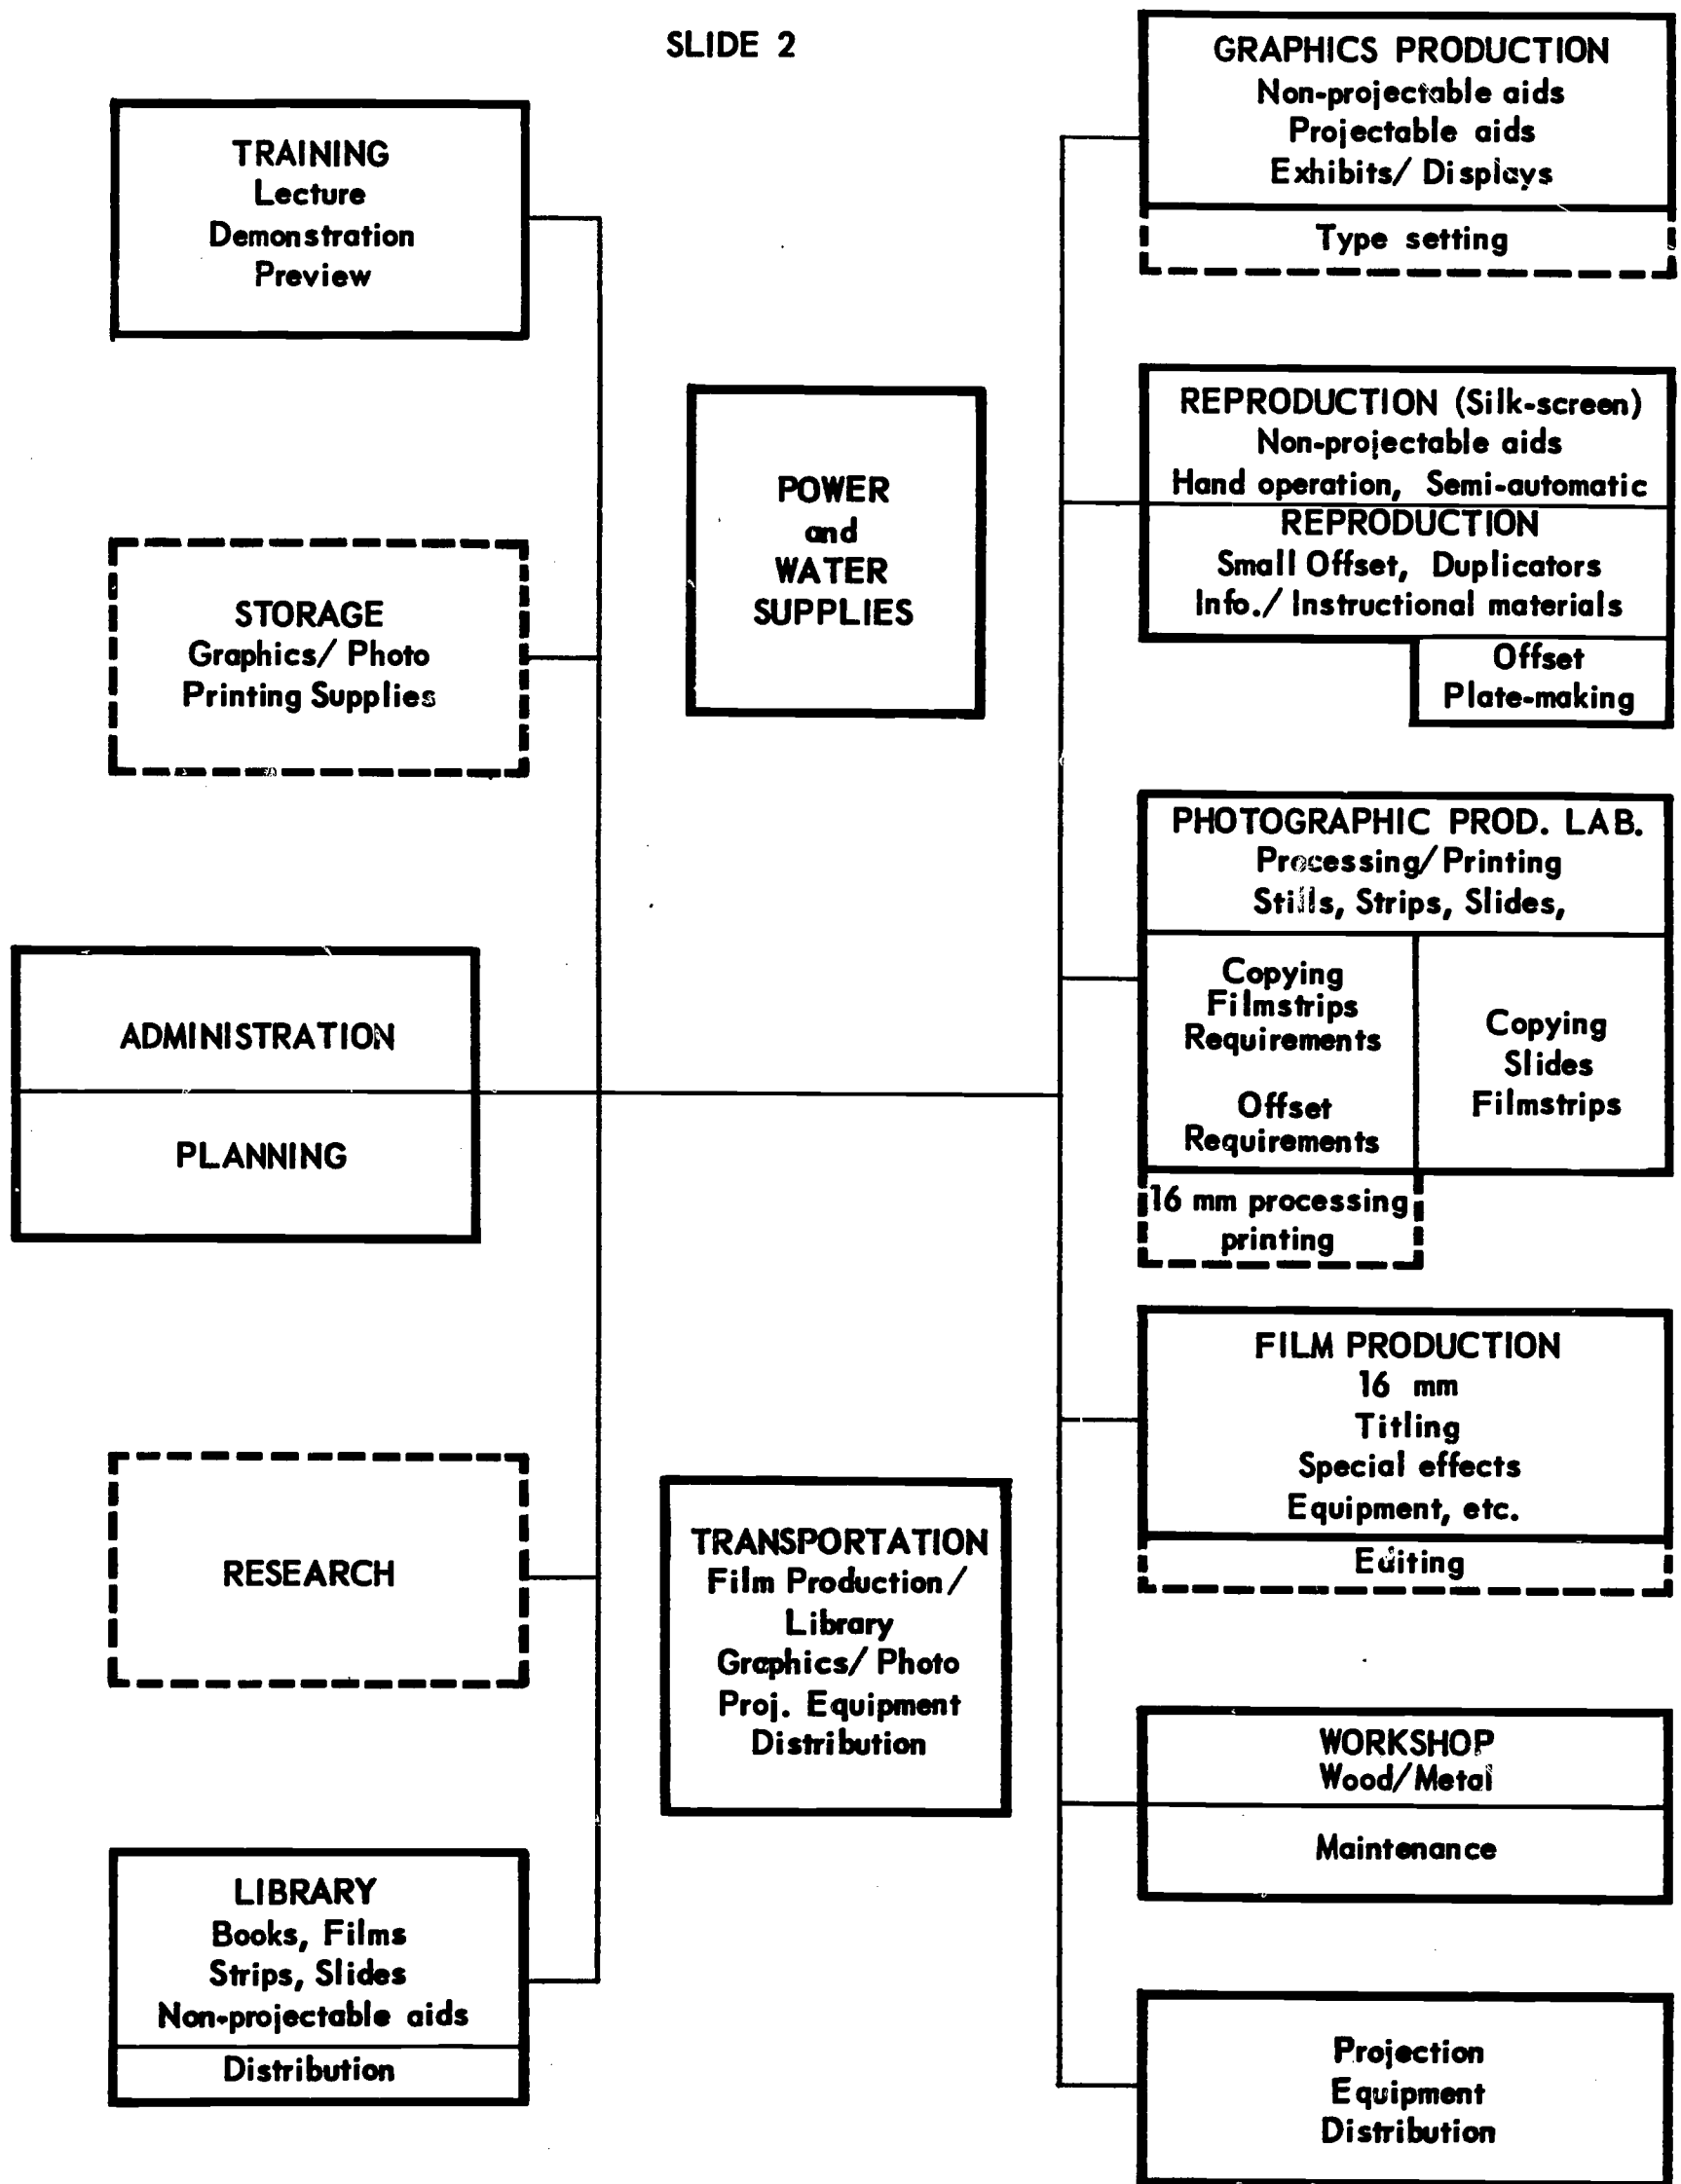 SLIDE 2
TRAINING
Lecture
Demonstration
Preview
STORAGE
Graphics/ Photo
Printing Supplies
ADMINISTRATION
PLANNING
RESEARCH
LIBRARY
Books, Films
Strips, Slides
Non-projectable aids
Distribution
POWER
and
WATER
SUPPLIES
TRANSPORTATION
Film Production/
Library
Graphics/ Photo
Proj. Equipment
Distribution
GRAPHICS PRODUCTION
Non-projectable aids
Projectable aids
Exhibits/ Displays
Type setting
REPRODUCTION (Silk-screen)
Non-projectable aids
Hand operation, Semi-automatic
REPRODUCTION
Small Offset, Duplicators
Info./ Instructional materials
Offset
Plate-making
PHOTOGRAPHIC PROD. LAB.
Processing/Printing
Stills, Strips, Slides,
Copying
Filmstrips
Requirements
Offset
Requirements
Copying
Slides
Filmstrips
16 mm processing
printing
FILM PRODUCTION
16 mm
Titling
Special effects
Equipment, etc.
Editing
WORKSHOP
Wood/Metal
Maintenance
Projection
Equipment
Distribution